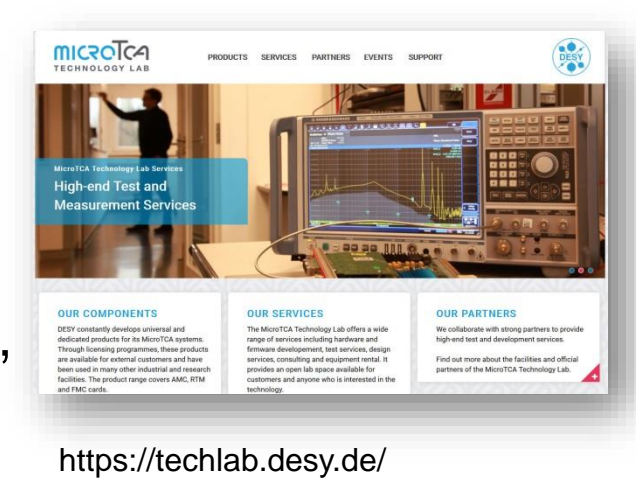 MICROTCA
TECHNOLOGY LAB
PRODUCTS SERVICES PARTNERS EVENTS SUPPORT
DESY
MicroTCA Technology Lab Services
High-end Test and
Measurement Services
OUR COMPONENTS
DESY constantly develops universal and
dedicated products for its MicroTCA systems.
Through licensing programmes, these products
are available for external customers and have
been used in many other industrial and research
facilities. The product range covers AMC, RTM
and FMC cards.
OUR SERVICES
The MicroTCA Technology Lab offers a wide
range of services including hardware and
firmware developement, test services, design
services, consulting and equipment rental. It
provides an open lab space available for
customers and anyone who is interested in the
technology.
OUR PARTNERS
We collaborate with strong partners to provide
high-end test and development services.
Find out more about the facilities and official
partners of the MicroTCA Technology Lab.
,
https://techlab.desy.de/